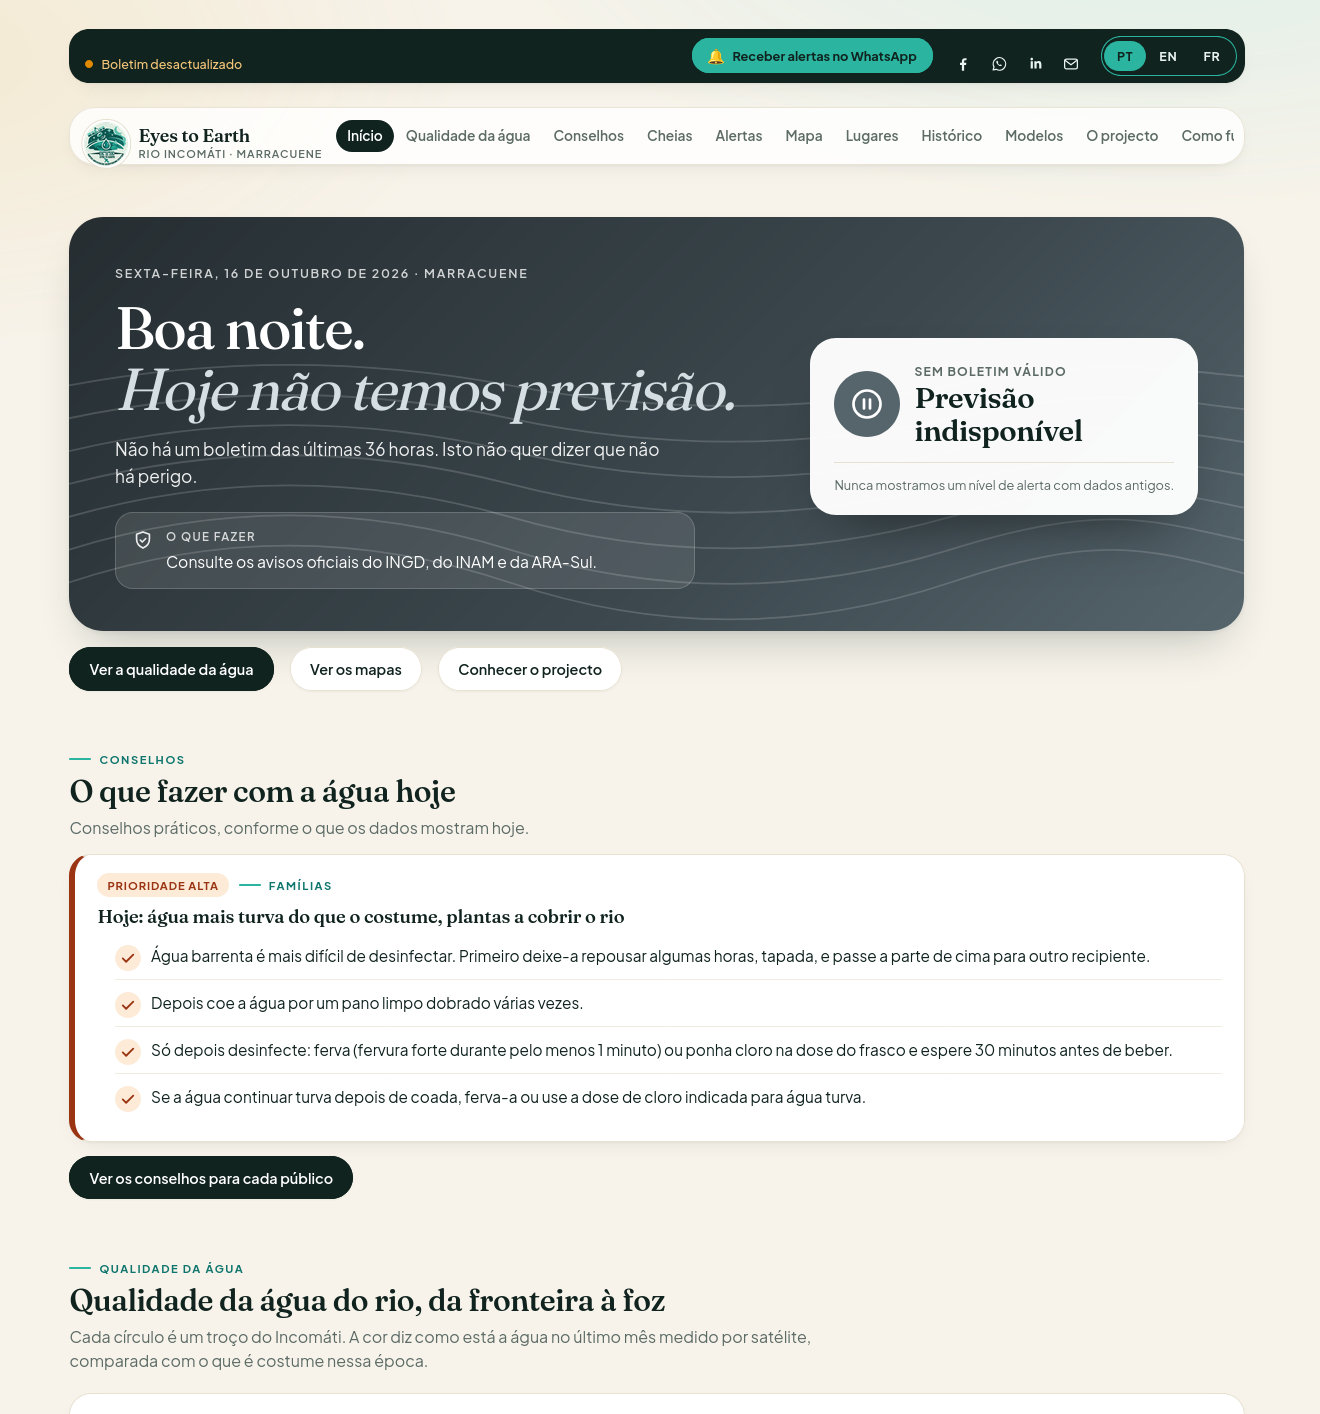 Boletim desactualizado
Receber alertas no WhatsApp
PT EN FR
Eyes to Earth
RIO INCOMÁTI · MARRACUENE
Início Qualidade da água Conselhos Cheias Alertas Mapa Lugares Histórico Modelos O projecto Como fu
SEXTA-FEIRA, 16 DE OUTUBRO DE 2026 · MARRACUENE
Boa noite.
Hoje não temos previsão.
Não há um boletim das últimas 36 horas. Isto não quer dizer que não
há perigo.
O QUE FAZER
Consulte os avisos oficiais do INGD, do INAM e da ARA-Sul.
SEM BOLETIM VÁLIDO
Previsão
indisponível
Nunca mostramos um nível de alerta com dados antigos.
Ver a qualidade da água
Ver os mapas
Conhecer o projecto
CONSELHOS
O que fazer com a água hoje
Conselhos práticos, conforme o que os dados mostram hoje.
PRIORIDADE ALTA
FAMÍLIAS
Hoje: água mais turva do que o costume, plantas a cobrir o rio
Água barrenta é mais difícil de desinfectar. Primeiro deixe-a repousar algumas horas, tapada, e passe a parte de cima para outro recipiente.
Depois coe a água por um pano limpo dobrado várias vezes.
Só depois desinfecte: ferva (fervura forte durante pelo menos 1 minuto) ou ponha cloro na dose do frasco e espere 30 minutos antes de beber.
Se a água continuar turva depois de coada, ferva-a ou use a dose de cloro indicada para água turva.
Ver os conselhos para cada público
QUALIDADE DA ÁGUA
Qualidade da água do rio, da fronteira à foz
Cada círculo é um troço do Incomáti. A cor diz como está a água no último mês medido por satélite,
comparada com o que é costume nessa época.